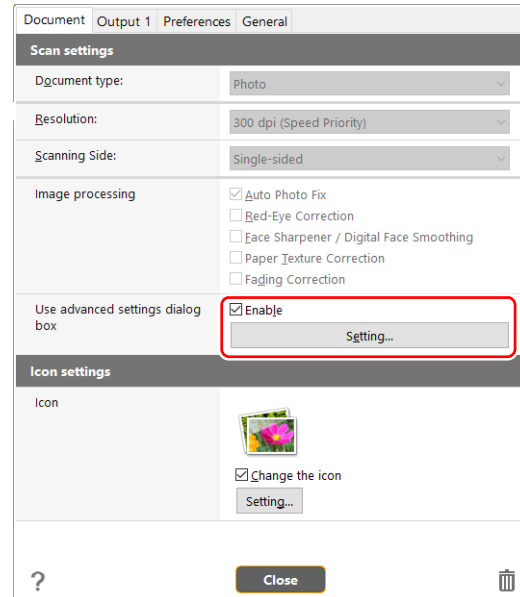 Document Output 1 Preferences General
Scan settings
Document type: Photo
Resolution: 300 dpi (Speed Priority)
Scanning Side: Single-sided
Image processing Auto Photo Fix
Red-Eye Correction
Face Sharpener / Digital Face Smoothing
Paper Texture Correction
Fading Correction
Use advanced settings dialog box Enable
Setting...
Icon settings
Icon
Change the icon
Setting...
? Close